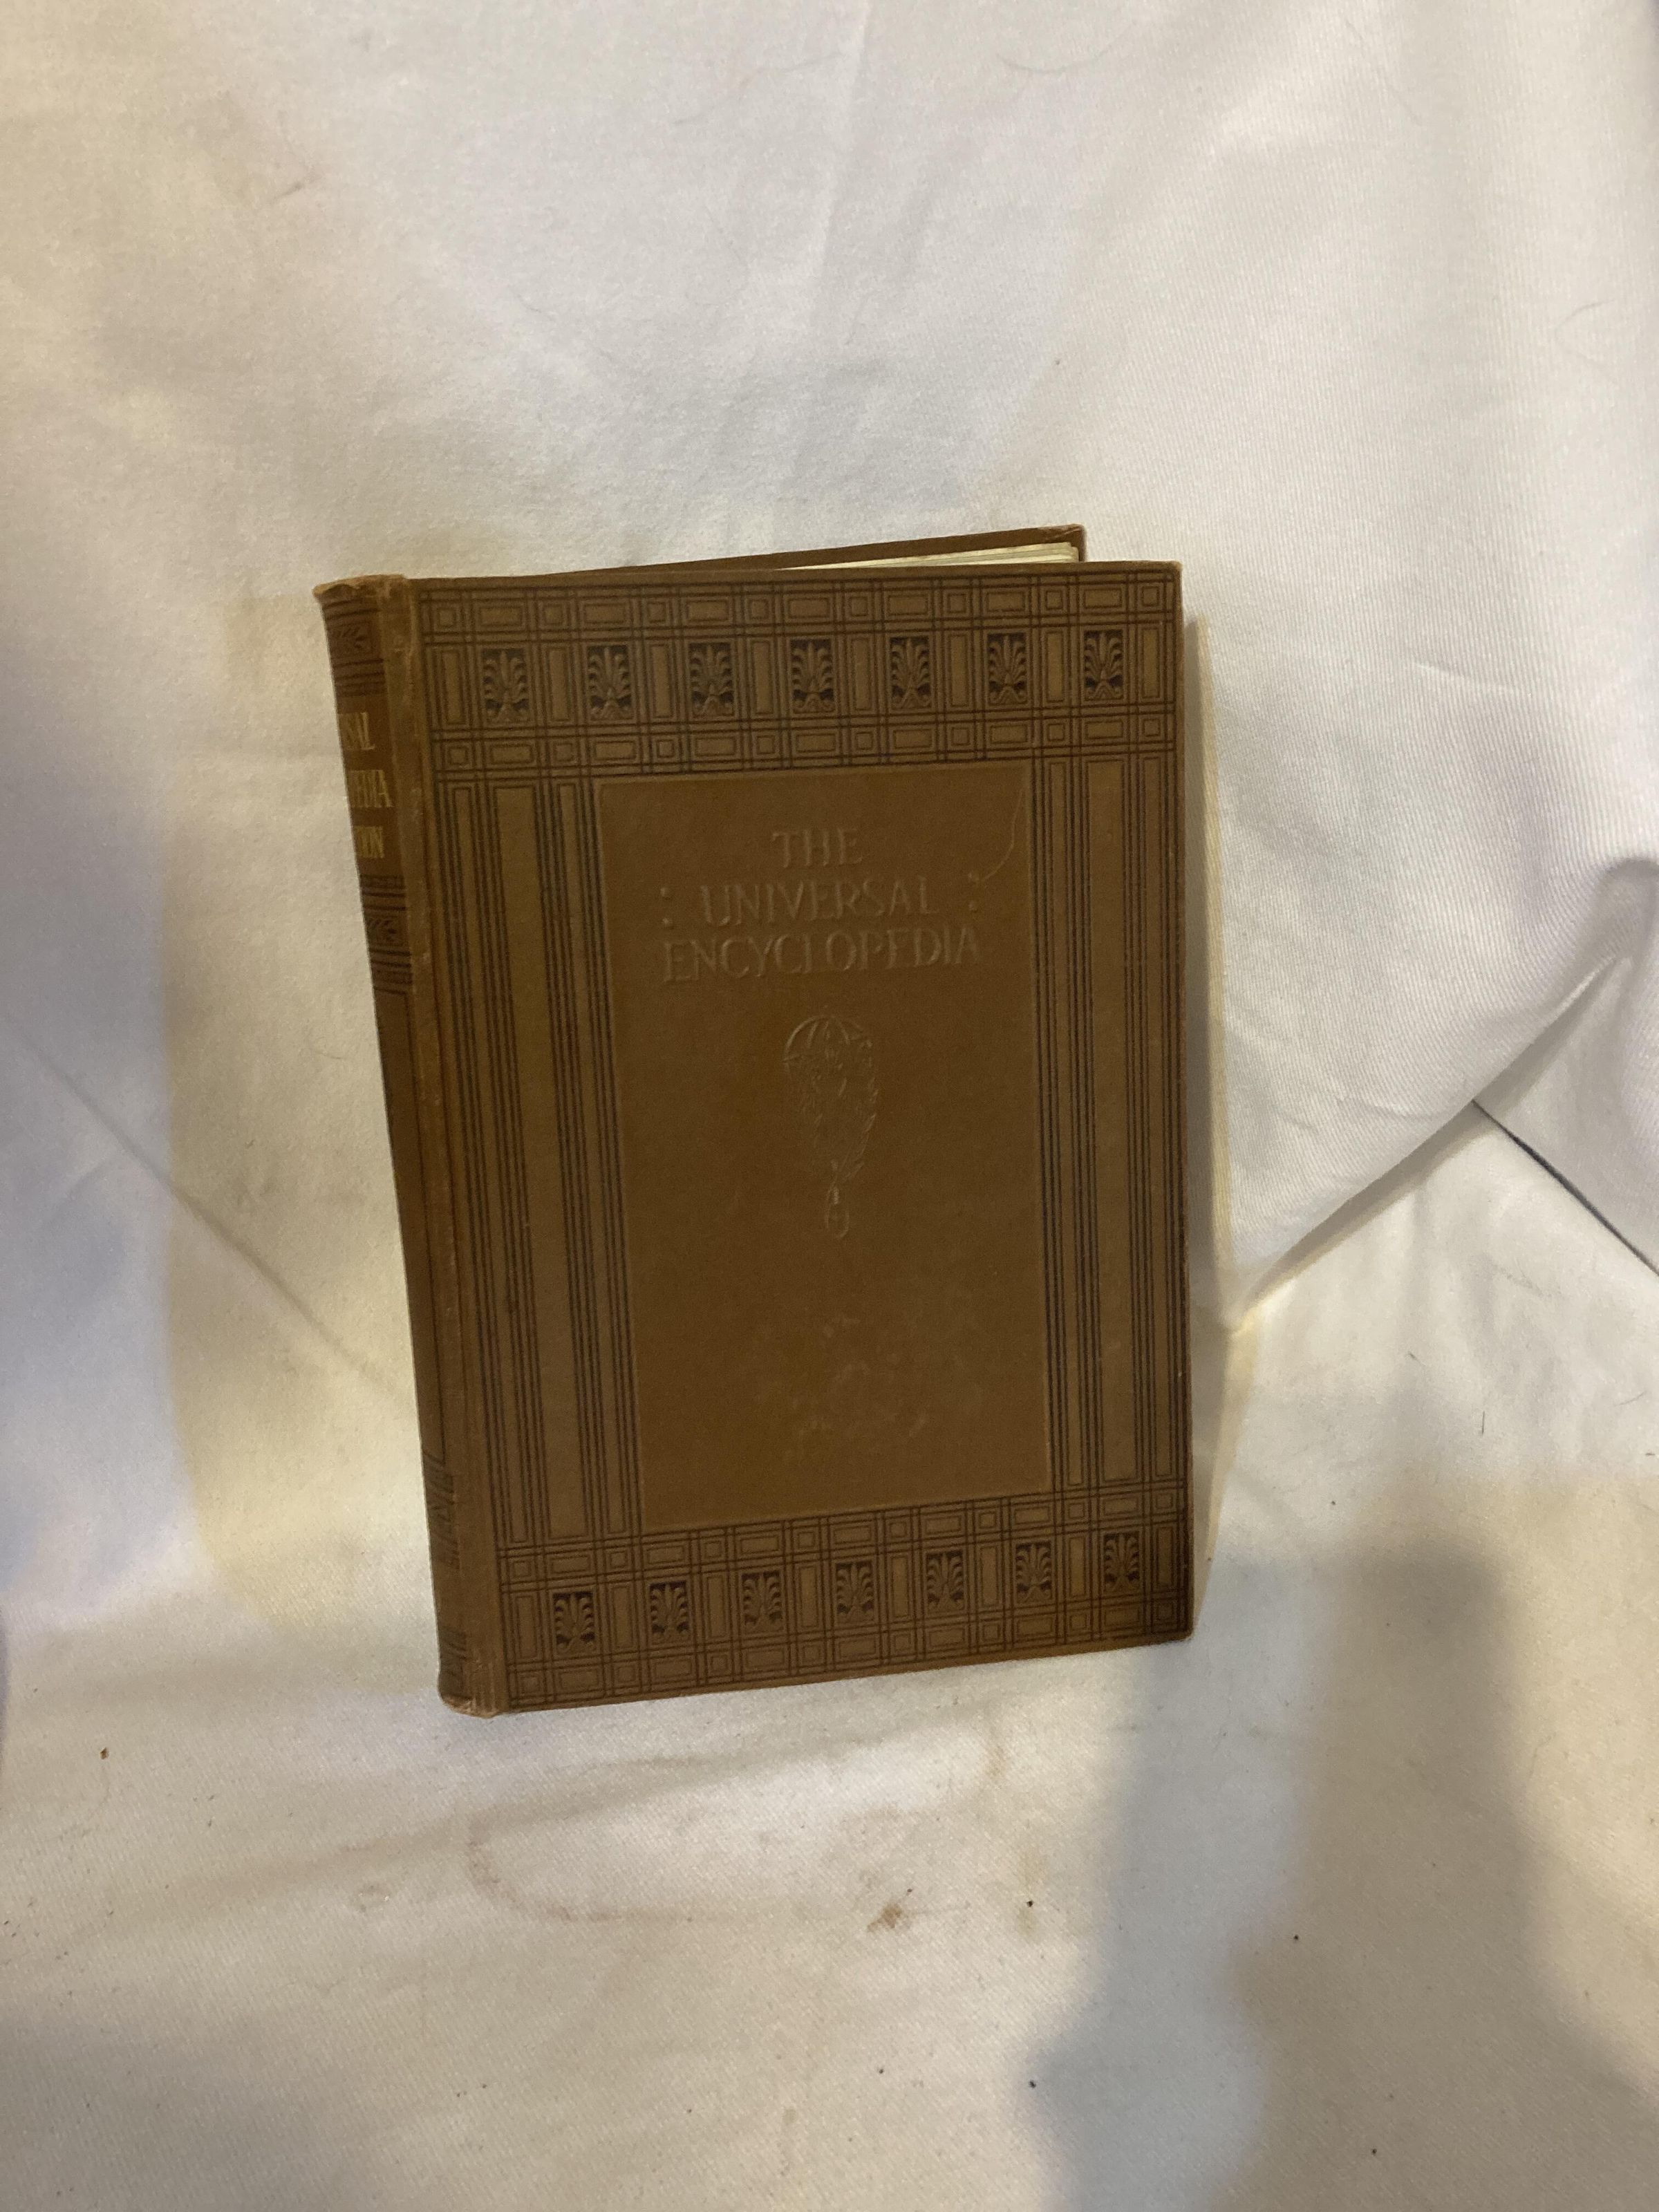 THE
: UNIVERSAL :
ENCYCLOPEDIA